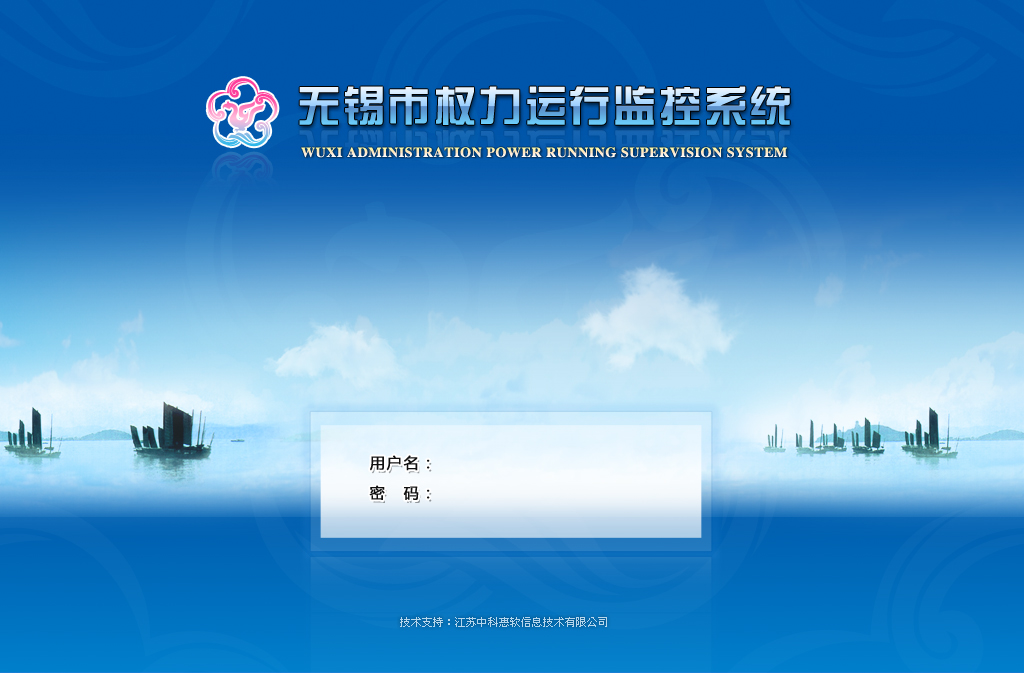 无锡市权力运行监控系统
WUXI ADMINISTRATION POWER RUNNING SUPERVISION SYSTEM
用户名：
密 码：
技术支持：江苏中科惠软信息技术有限公司